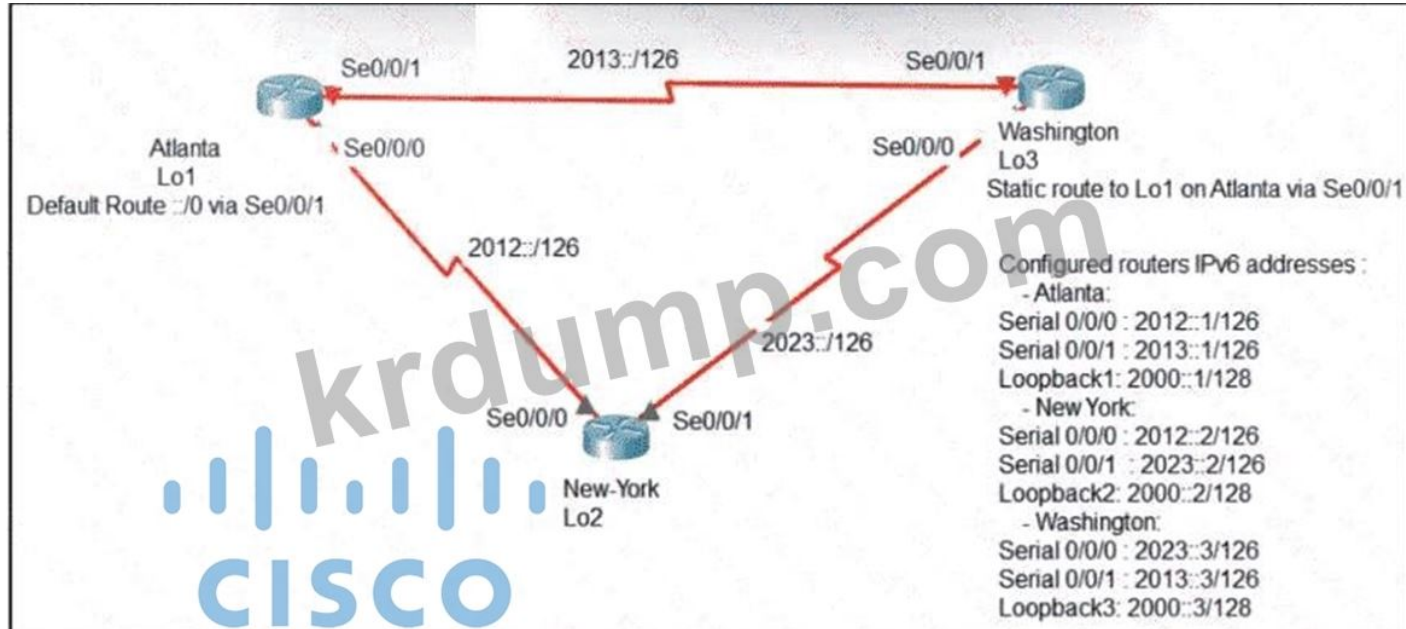 2013::/126
Se0/0/1
Se0/0/1
Atlanta
Lo1
Default Route ::/0 via Se0/0/1
Se0/0/0
Se0/0/0
Washington
Lo3
Static route to Lo1 on Atlanta via Se0/0/1
2012::/126
2023::/126
krdump.com
Configured routers IPv6 addresses :
- Atlanta:
Serial 0/0/0 : 2012::1/126
Serial 0/0/1 : 2013::1/126
Loopback1: 2000::1/128
- New York:
Serial 0/0/0 : 2012::2/126
Serial 0/0/1 : 2023::2/126
Loopback2: 2000::2/128
- Washington:
Serial 0/0/0 : 2023::3/126
Serial 0/0/1 : 2013::3/126
Loopback3: 2000::3/128
Se0/0/0
Se0/0/1
New-York
Lo2
CISCO